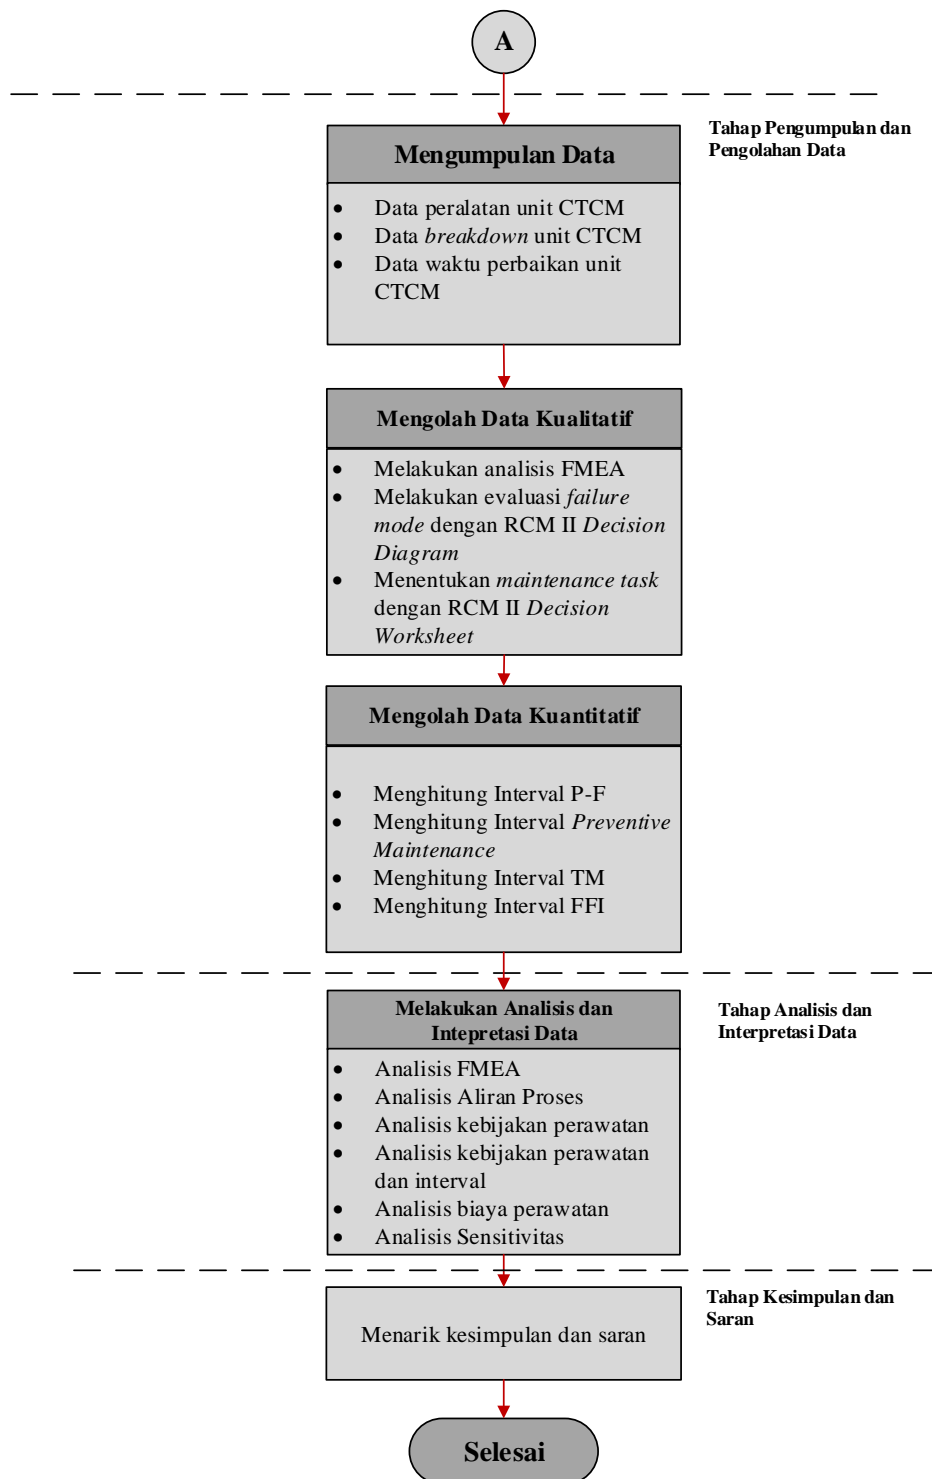 A
Tahap Pengumpulan dan
Pengolahan Data
Mengumpulan Data
• Data peralatan unit CTCM
• Data breakdown unit CTCM
• Data waktu perbaikan unit
CTCM
Mengolah Data Kualitatif
• Melakukan analisis FMEA
• Melakukan evaluasi failure
mode dengan RCM II Decision
Diagram
• Menentukan maintenance task
dengan RCM II Decision
Worksheet
Mengolah Data Kuantitatif
• Menghitung Interval P-F
• Menghitung Interval Preventive
Maintenance
• Menghitung Interval TM
• Menghitung Interval FFI
Tahap Analisis dan
Interpretasi Data
Melakukan Analisis dan
Intepretasi Data
• Analisis FMEA
• Analisis Aliran Proses
• Analisis kebijakan perawatan
• Analisis kebijakan perawatan
dan interval
• Analisis biaya perawatan
• Analisis Sensitivitas
Tahap Kesimpulan dan
Saran
Menarik kesimpulan dan saran
Selesai